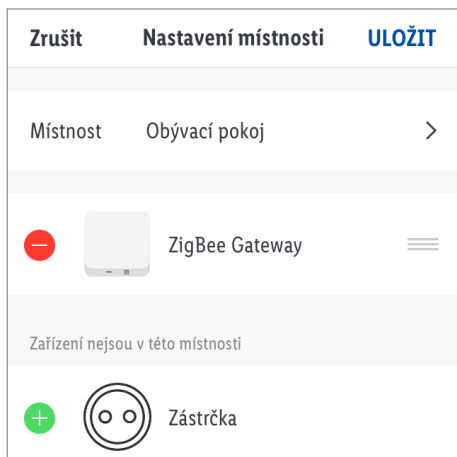 Zrušit Nastavení místnosti ULOŽIT
Místnost Obývací pokoj
ZigBee Gateway
Zařízení nejsou v této místnosti
Zástrčka